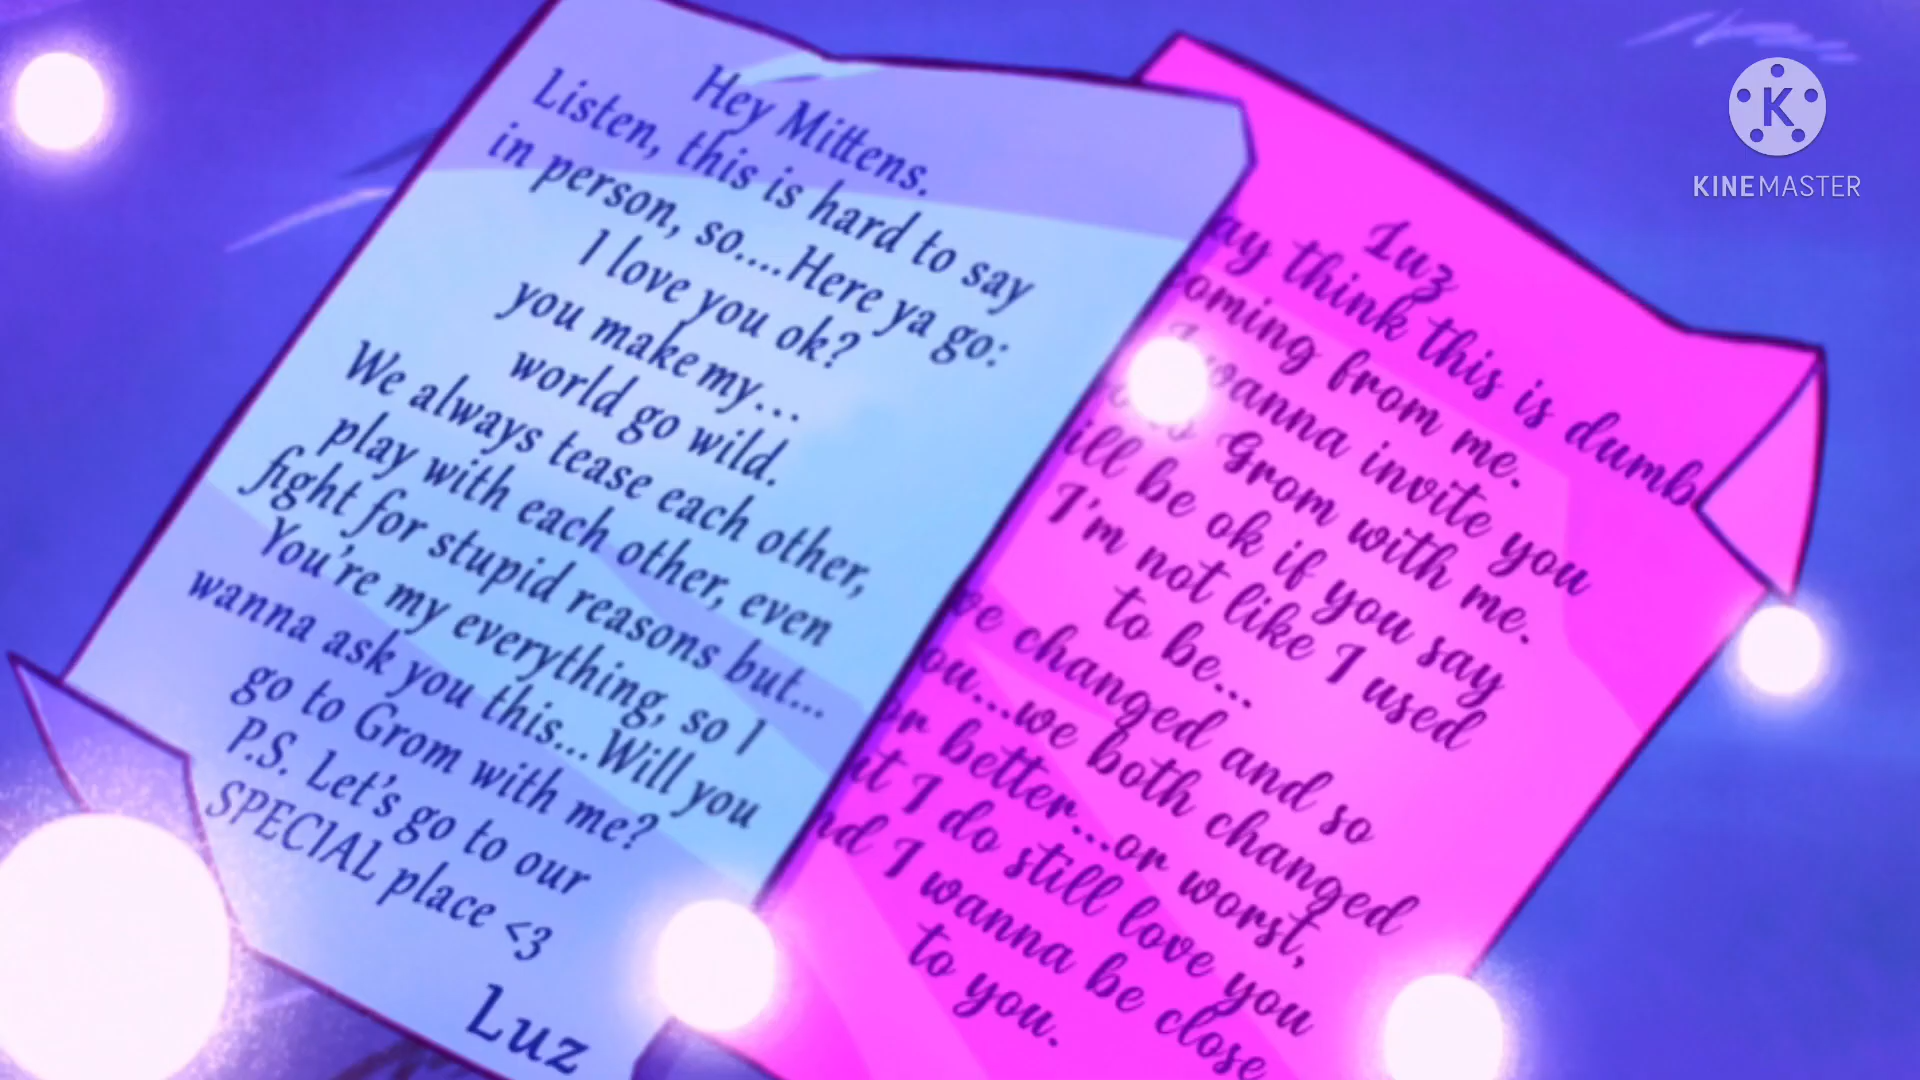 Hey Mittens.
Listen, this is hard to say
in person, so....Here ya go:
I love you ok?
you make my...
world go wild.
We always tease each other,
play with each other, even
fight for stupid reasons but...
You're my everything, so I
wanna ask you this...Will you
go to Grom with me?
P.S. Let's go to our
SPECIAL place <3
Luz
Luz
think this is dumb
coming from me.
I wanna invite you
Grom with me.
be ok if you say
I'm not like I used
to be...
changed and so
we both changed
better...or worst,
I do still love you
I wanna be close
to you.
K
KINEMASTER